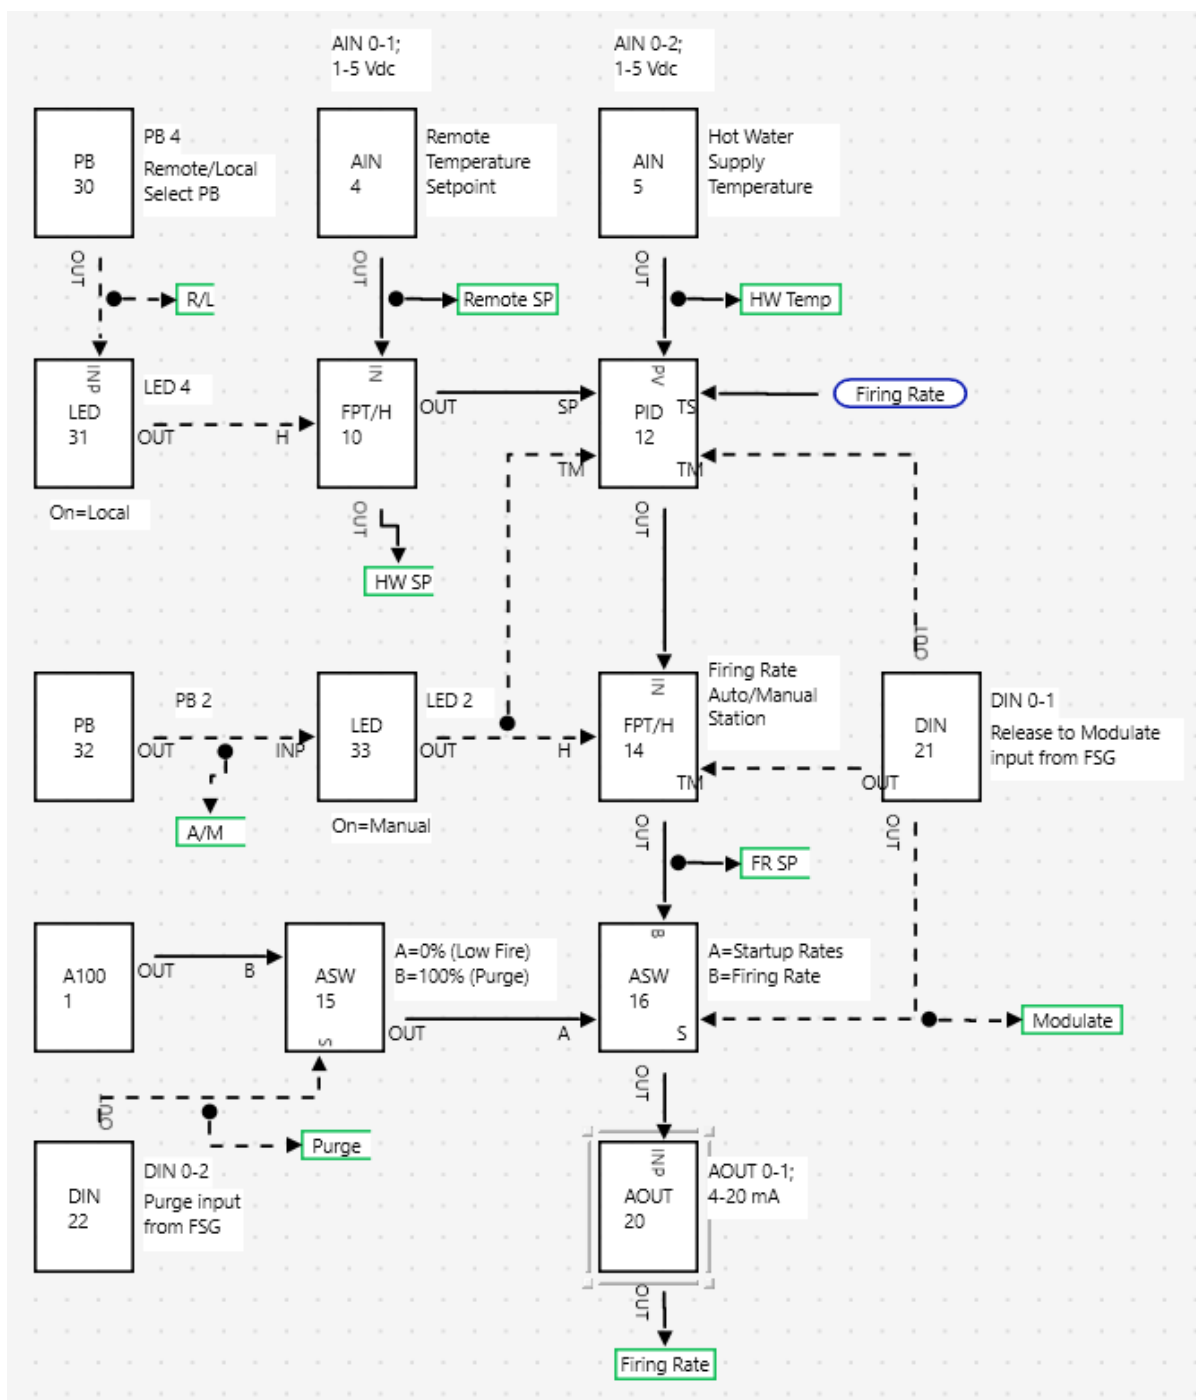 AIN 0-1;
1-5 Vdc
AIN 0-2;
1-5 Vdc
PB
30
PB 4
Remote/Local
Select PB
AIN
4
Remote
Temperature
Setpoint
AIN
5
Hot Water
Supply
Temperature
OUT
OUT
OUT
R/L
Remote SP
HW Temp
INP
LED
31
LED 4
OUT
H
IN
FPT/H
10
OUT
SP
TM
PV
PID
12
TS
TM
Firing Rate
On=Local
OUT
OUT
HW SP
OUT
PB
32
PB 2
OUT
INP
LED
33
LED 2
OUT
H
IN
FPT/H
14
TM
Firing Rate
Auto/Manual
Station
OUT
DIN
21
DIN 0-1
Release to Modulate
input from FSG
A/M
On=Manual
OUT
OUT
FR SP
A100
1
OUT
B
ASW
15
S
A=0% (Low Fire)
B=100% (Purge)
OUT
A
B
ASW
16
S
A=Startup Rates
B=Firing Rate
Modulate
OUT
OUT
Purge
DIN
22
DIN 0-2
Purge input
from FSG
INP
AOUT
20
AOUT 0-1;
4-20 mA
OUT
Firing Rate